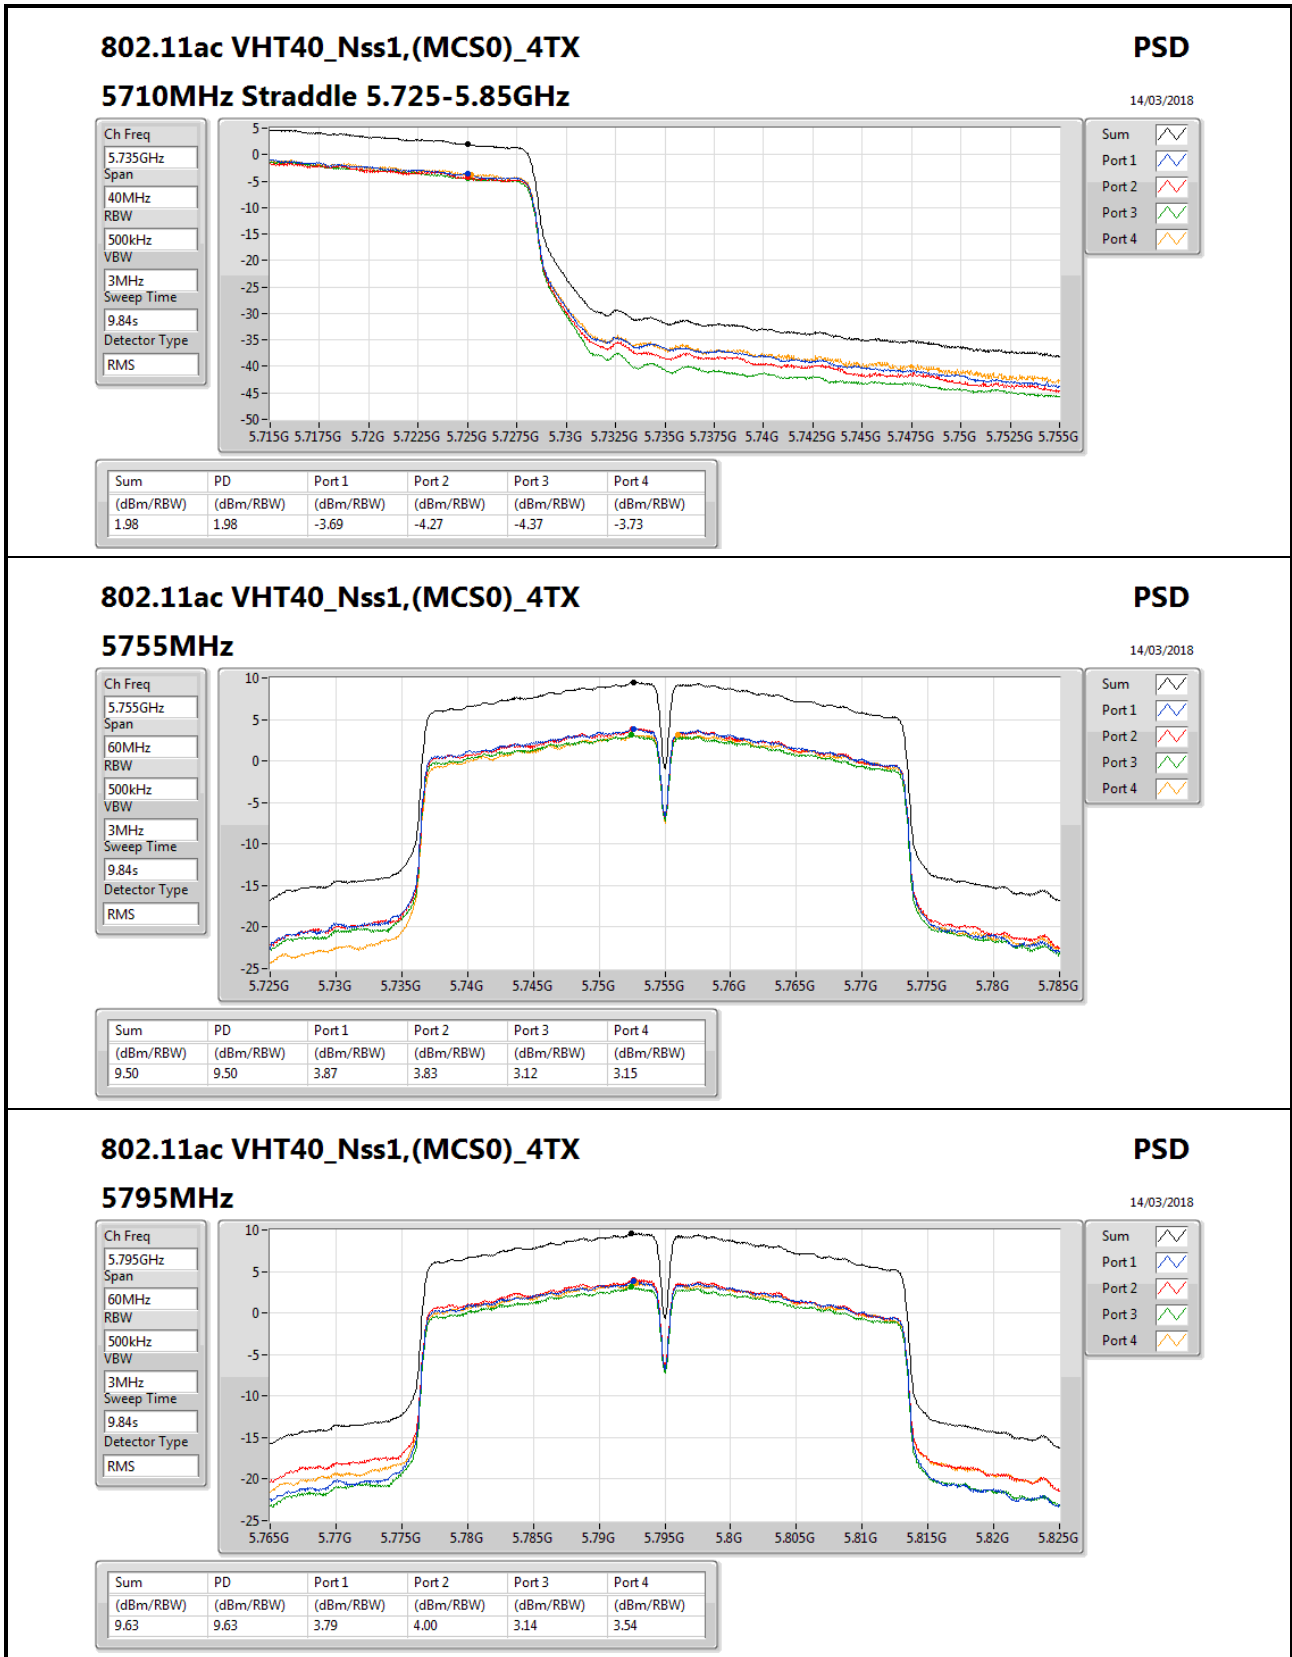 802.11ac VHT40_Nss1,(MCS0)_4TX PSD
5710MHz Straddle 5.725-5.85GHz 14/03/2018
Ch Freq
5.735GHz
Span
40MHz
RBW
500kHz
VBW
3MHz
Sweep Time
9.84s
Detector Type
RMS
5
0
-5
-10
-15
-20
-25
-30
-35
-40
-45
-50
5.715G 5.7175G 5.72G 5.7225G 5.725G 5.7275G 5.73G 5.7325G 5.735G 5.7375G 5.74G 5.7425G 5.745G 5.7475G 5.75G 5.7525G 5.755G
Sum
Port 1
Port 2
Port 3
Port 4
Sum PD Port 1 Port 2 Port 3 Port 4
(dBm/RBW) (dBm/RBW) (dBm/RBW) (dBm/RBW) (dBm/RBW) (dBm/RBW)
1.98 1.98 -3.69 -4.27 -4.37 -3.73
802.11ac VHT40_Nss1,(MCS0)_4TX PSD
5755MHz 14/03/2018
Ch Freq
5.755GHz
Span
60MHz
RBW
500kHz
VBW
3MHz
Sweep Time
9.84s
Detector Type
RMS
10
5
0
-5
-10
-15
-20
-25
5.725G 5.73G 5.735G 5.74G 5.745G 5.75G 5.755G 5.76G 5.765G 5.77G 5.775G 5.78G 5.785G
Sum
Port 1
Port 2
Port 3
Port 4
Sum PD Port 1 Port 2 Port 3 Port 4
(dBm/RBW) (dBm/RBW) (dBm/RBW) (dBm/RBW) (dBm/RBW) (dBm/RBW)
9.50 9.50 3.87 3.83 3.12 3.15
802.11ac VHT40_Nss1,(MCS0)_4TX PSD
5795MHz 14/03/2018
Ch Freq
5.795GHz
Span
60MHz
RBW
500kHz
VBW
3MHz
Sweep Time
9.84s
Detector Type
RMS
10
5
0
-5
-10
-15
-20
-25
5.765G 5.77G 5.775G 5.78G 5.785G 5.79G 5.795G 5.8G 5.805G 5.81G 5.815G 5.82G 5.825G
Sum
Port 1
Port 2
Port 3
Port 4
Sum PD Port 1 Port 2 Port 3 Port 4
(dBm/RBW) (dBm/RBW) (dBm/RBW) (dBm/RBW) (dBm/RBW) (dBm/RBW)
9.63 9.63 3.79 4.00 3.14 3.54